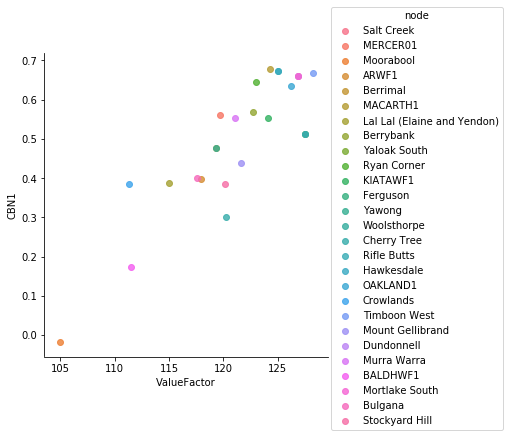 node
Salt Creek
MERCER01
Moorabool
ARWF1
Berrimal
MACARTH1
Lal Lal (Elaine and Yendon)
Berrybank
Yaloak South
Ryan Corner
KIATAWF1
Ferguson
Yawong
Woolsthorpe
Cherry Tree
Rifle Butts
Hawkesdale
OAKLAND1
Crowlands
Timboon West
Mount Gellibrand
Dundonnell
Murra Warra
BALDHWF1
Mortlake South
Bulgana
Stockyard Hill
0.7
0.6
0.5
0.4
0.3
0.2
0.1
0.0
CBN1
105 110 115 120 125
ValueFactor